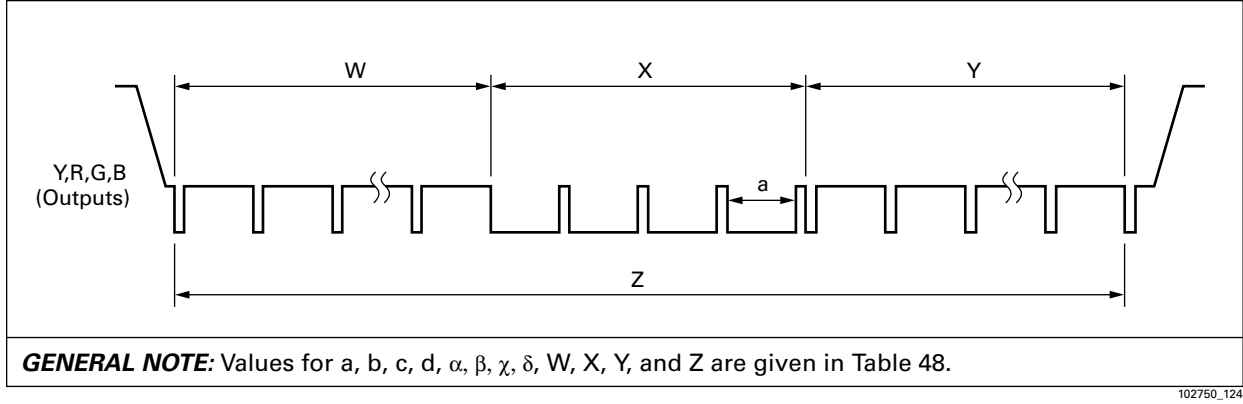 W X Y
Y,R,G,B
(Outputs)
a
Z
GENERAL NOTE: Values for a, b, c, d, α, β, χ, δ, W, X, Y, and Z are given in Table 48.
102750_124